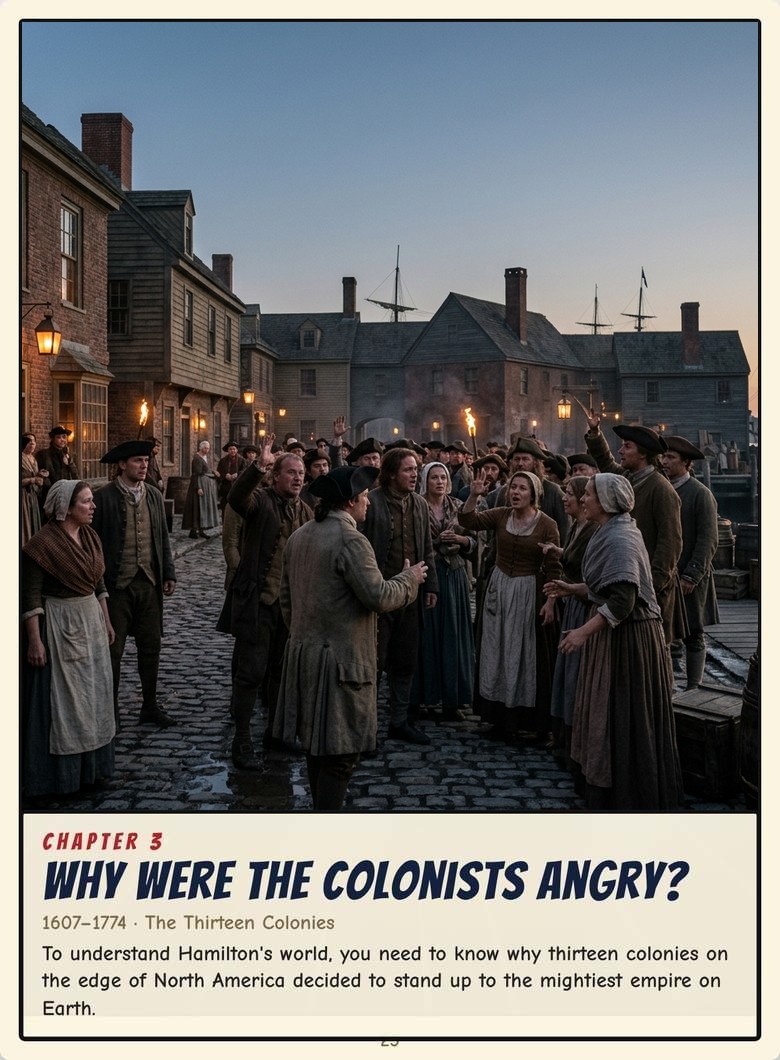 CHAPTER 3
WHY WERE THE COLONISTS ANGRY?
1607–1774 · The Thirteen Colonies
To understand Hamilton's world, you need to know why thirteen colonies on
the edge of North America decided to stand up to the mightiest empire on
Earth.